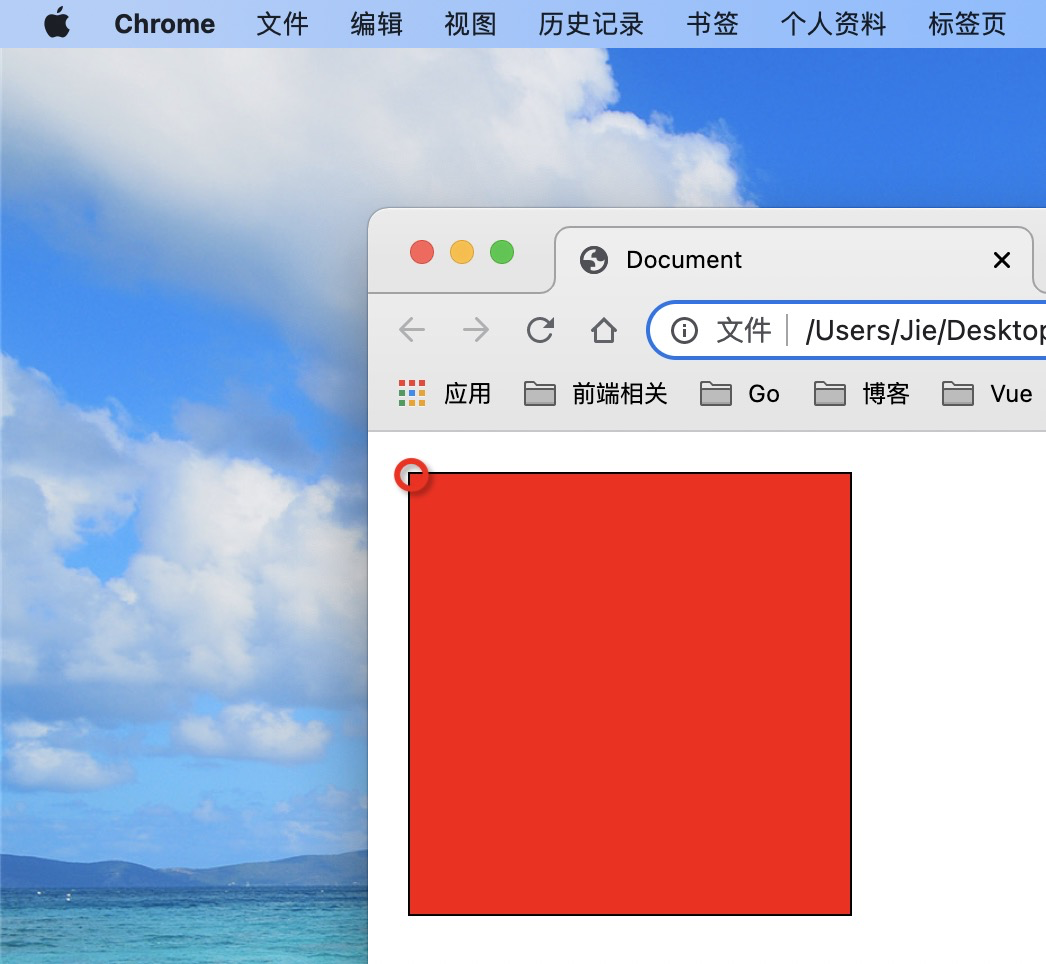 Chrome 文件 编辑 视图 历史记录 书签 个人资料 标签页
Document
文件 /Users/Jie/Desktop
应用 前端相关 Go 博客 Vue